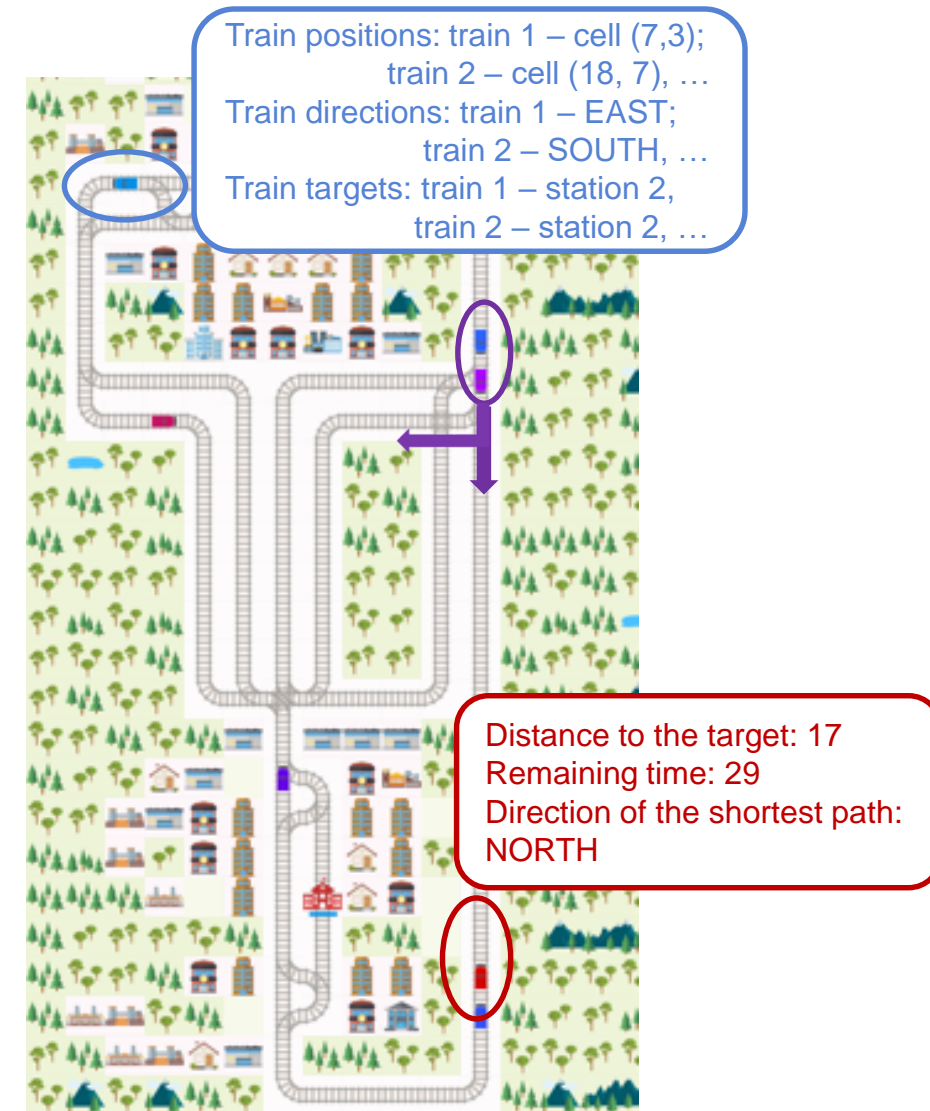 Train positions: train 1 – cell (7,3);
train 2 – cell (18, 7), …
Train directions: train 1 – EAST;
train 2 – SOUTH, …
Train targets: train 1 – station 2,
train 2 – station 2, …
Distance to the target: 17
Remaining time: 29
Direction of the shortest path:
NORTH